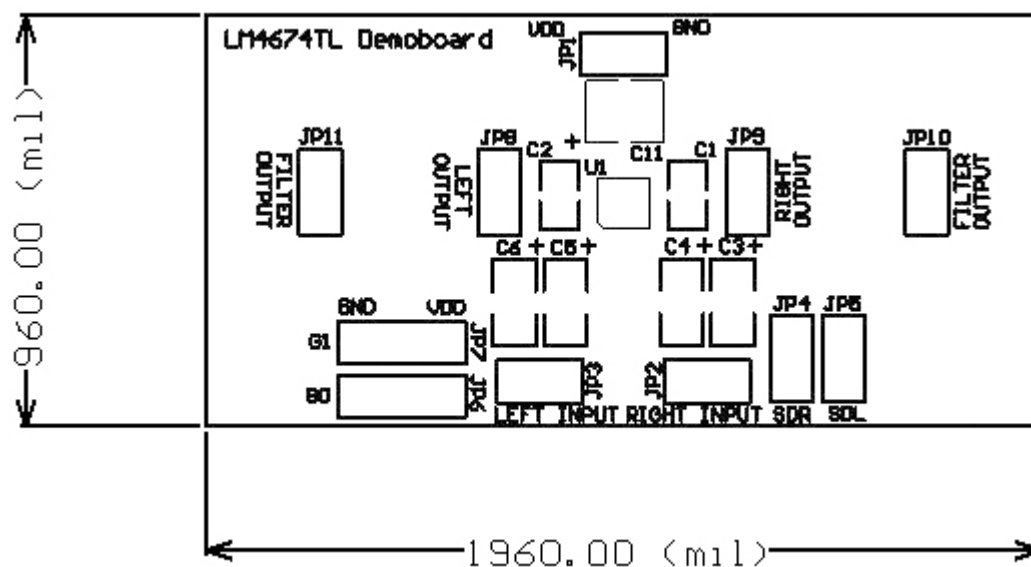 LM4674TL Demoboard
VDD
GND
JP1
JP11
FILTER OUTPUT
JP8
LEFT OUTPUT
C2
+
U1
C11
C1
JP9
RIGHT OUTPUT
JP10
FILTER OUTPUT
C6 +
C5 +
C4 +
C3 +
GND
VDD
G1
JP7
G0
JP6
JP3
LEFT INPUT
JP2
RIGHT INPUT
JP4
SDR
JP5
SDL
960.00 (mil)
1960.00 (mil)